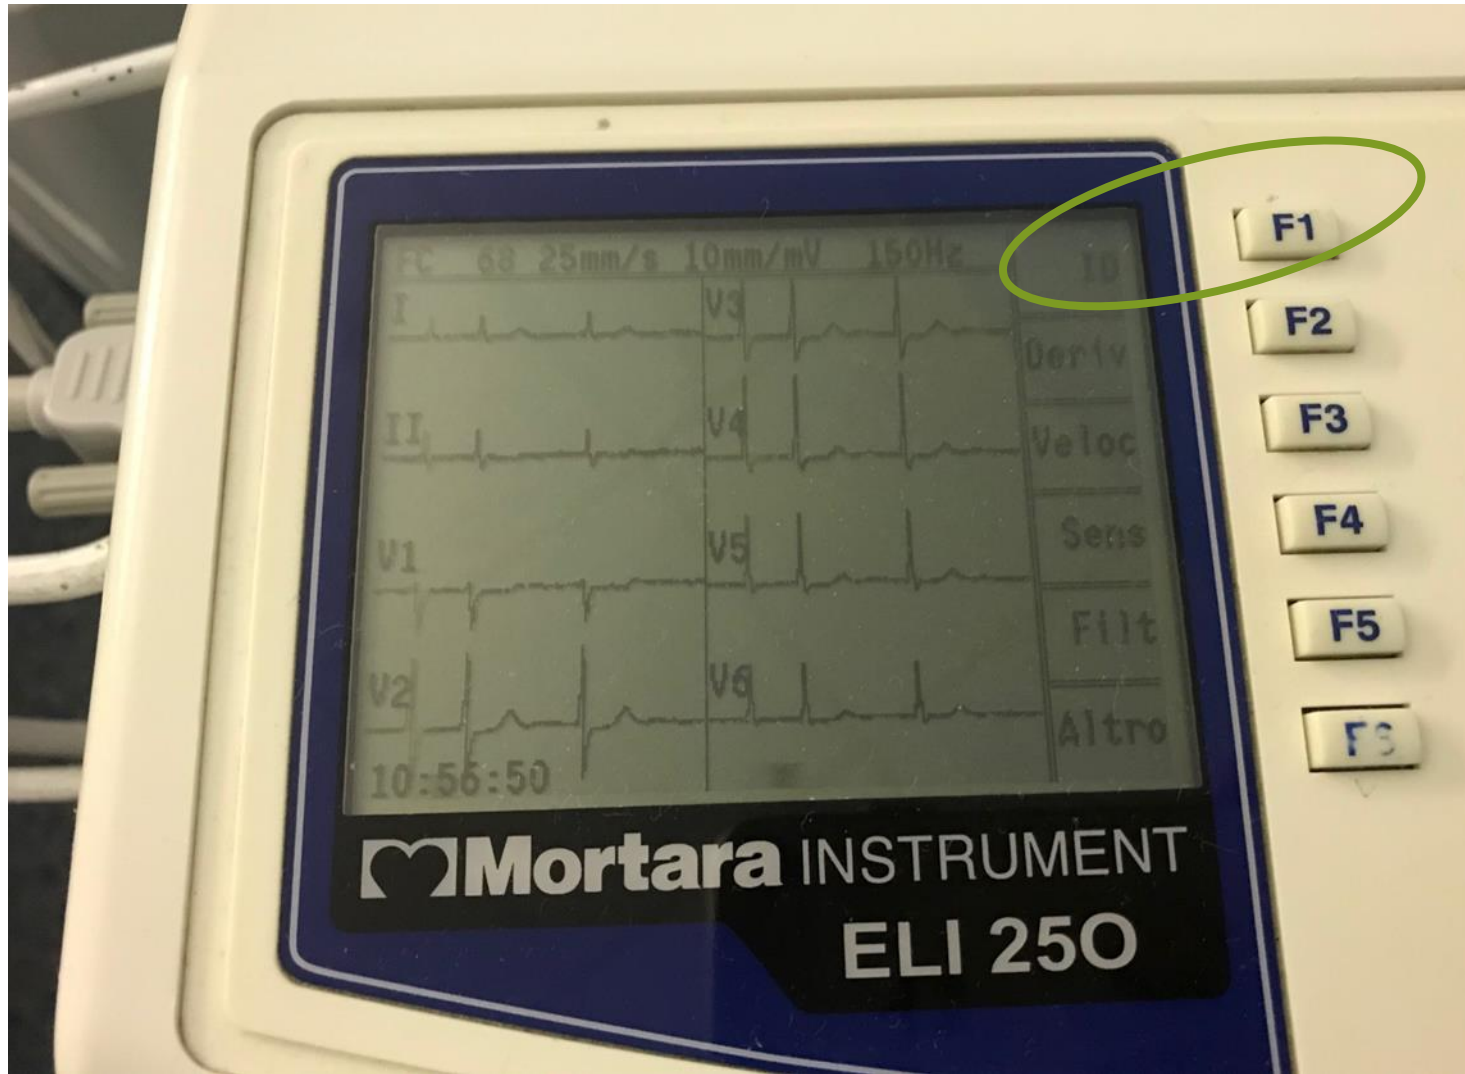 FC 68 25mm/s 10mm/mV 150Hz
ID
F1
I
V3
Deriv
F2
II
V4
Veloc
F3
V1
V5
Sens
F4
Filt
F5
V2
V6
Altro
F6
10:56:50
Mortara INSTRUMENT
ELI 250